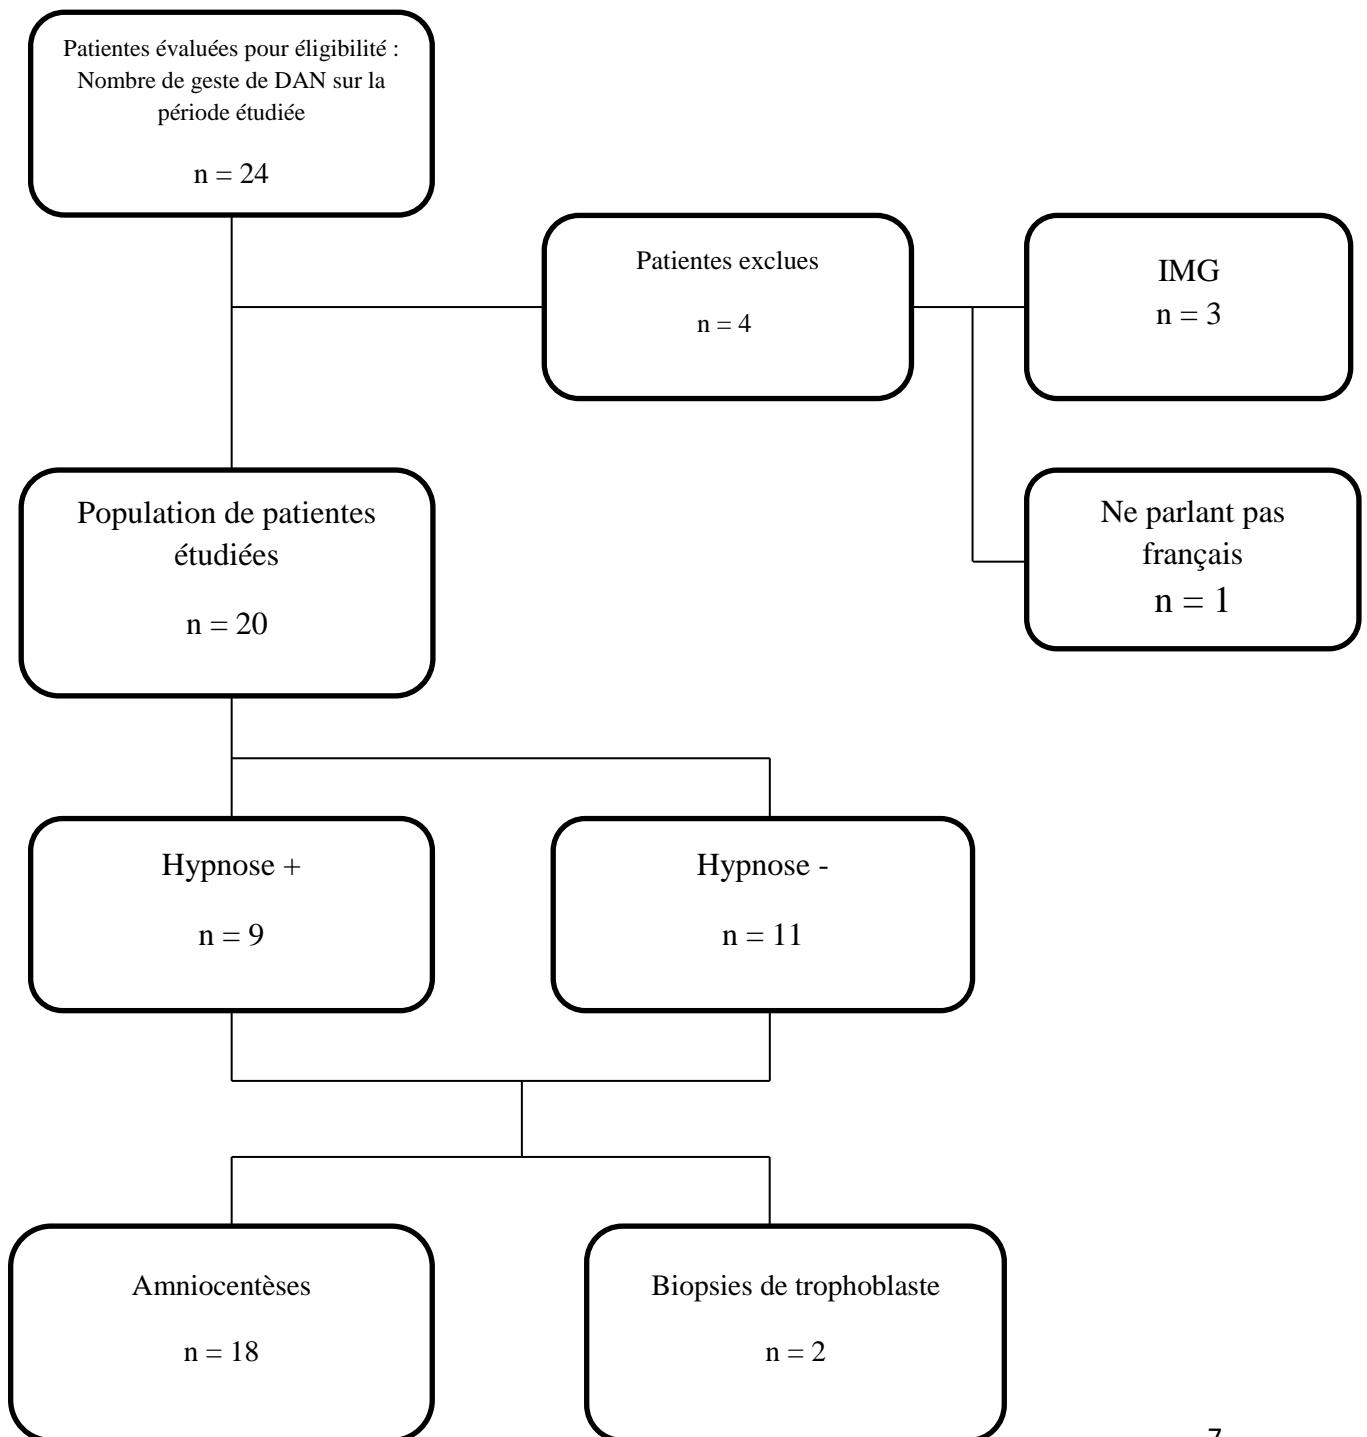 Patientes évaluées pour éligibilité :
Nombre de geste de DAN sur la
période étudiée
n = 24
Patientes exclues
n = 4
IMG
n = 3
Ne parlant pas
français
n = 1
Population de patientes
étudiées
n = 20
Hypnose +
n = 9
Hypnose -
n = 11
Amniocentèses
n = 18
Biopsies de trophoblaste
n = 2
7